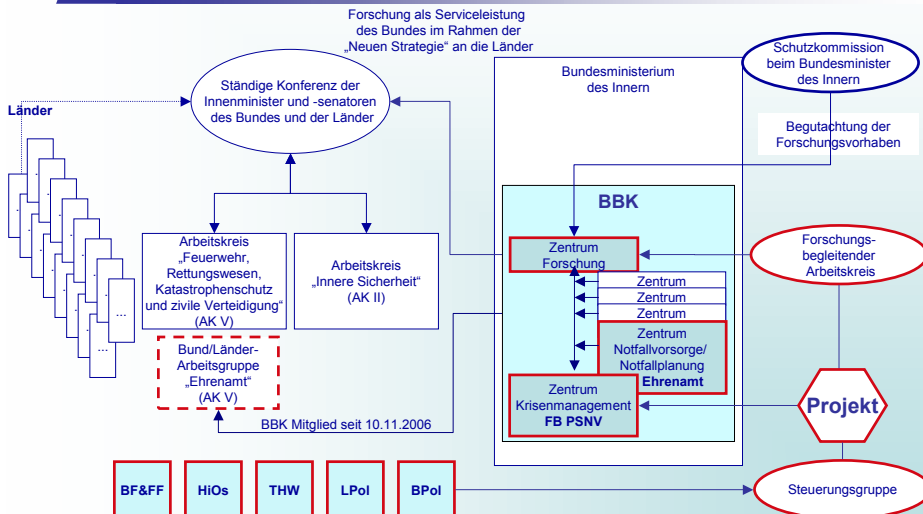 Forschung als Serviceleistung
des Bundes im Rahmen der
„Neuen Strategie“ an die Länder
Ständige Konferenz der
Innenminister und -senatoren
des Bundes und der Länder
Länder
...
...
Arbeitskreis
„Feuerwehr,
Rettungswesen,
Katastrophenschutz
und zivile Verteidigung“
(AK V)
Arbeitskreis
„Innere Sicherheit“
(AK II)
Bund/Länder-
Arbeitsgruppe
„Ehrenamt“
(AK V)
BBK Mitglied seit 10.11.2006
Bundesministerium
des Innern
BBK
Zentrum
Forschung
Zentrum
Zentrum
Zentrum
Zentrum
Notfallvorsorge/
Notfallplanung
Ehrenamt
Zentrum
Krisenmanagement
FB PSNV
Schutzkommission
beim Bundesminister
des Innern
Begutachtung der
Forschungsvorhaben
Forschungs-
begleitender
Arbeitskreis
Projekt
Steuerungsgruppe
BF&FF
HiOs
THW
LPol
BPol